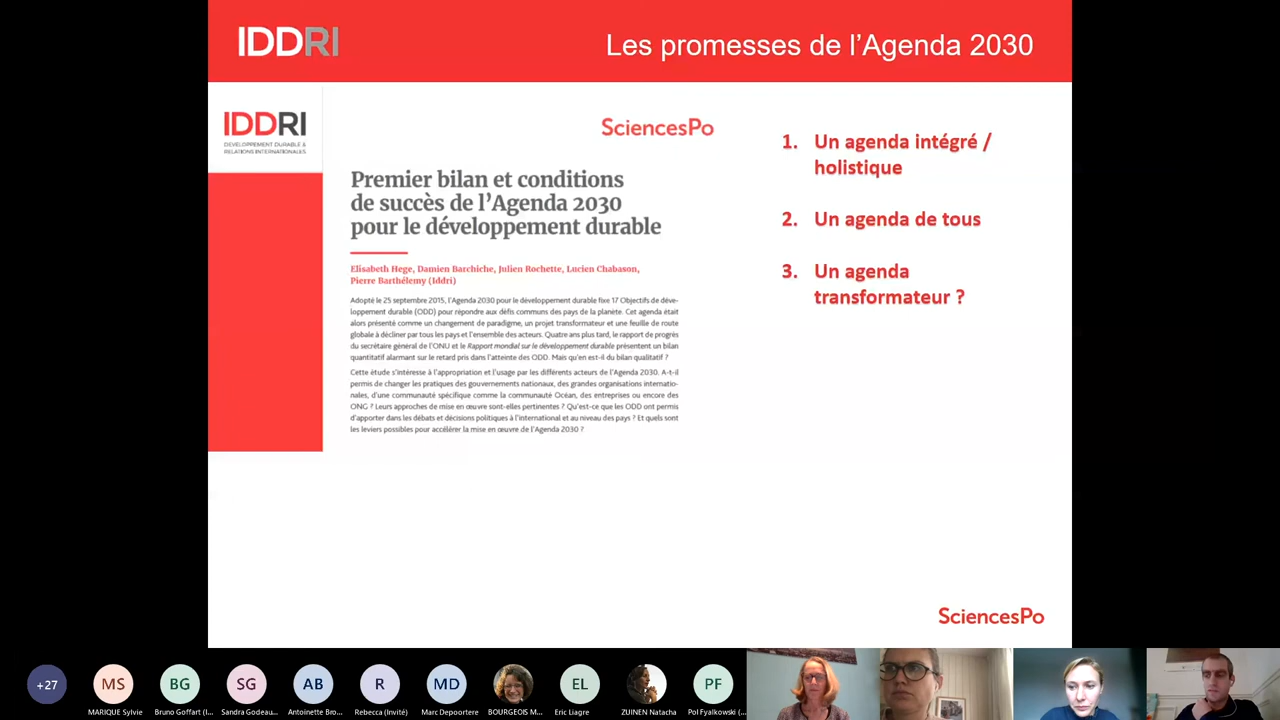 IDDRI
Les promesses de l’Agenda 2030
IDDRI
DÉVELOPPEMENT DURABLE &
RELATIONS INTERNATIONALES
SciencesPo
Premier bilan et conditions
de succès de l’Agenda 2030
pour le développement durable
Elisabeth Hege, Damien Barchiche, Julien Rochette, Lucien Chabason,
Pierre Barthélemy (Iddri)
Adopté le 25 septembre 2015, l’Agenda 2030 pour le développement durable fixe 17 Objectifs de déve-
loppement durable (ODD) pour répondre aux défis communs des pays de la planète. Cet agenda était
alors présenté comme un changement de paradigme, un projet transformateur et une feuille de route
globale à décliner par tous les pays et l’ensemble des acteurs. Quatre ans plus tard, le rapport de progrès
du secrétaire général de l’ONU et le Rapport mondial sur le développement durable présentent un bilan
quantitatif alarmant sur le retard pris dans l’atteinte des ODD. Mais qu’en est-il du bilan qualitatif ?
Cette étude s’intéresse à l’appropriation et l’usage par les différents acteurs de l’Agenda 2030. A-t-il
permis de changer les pratiques des gouvernements nationaux, des grandes organisations internatio-
nales, d’une communauté spécifique comme la communauté Océan, des entreprises ou encore des
ONG ? Leurs approches de mise en œuvre sont-elles pertinentes ? Qu’est-ce que les ODD ont permis
d’apporter dans les débats et décisions politiques à l’international et au niveau des pays ? Et quels sont
les leviers possibles pour accélérer la mise en œuvre de l’Agenda 2030 ?
1. Un agenda intégré /
holistique
2. Un agenda de tous
3. Un agenda
transformateur ?
SciencesPo
+27 MS BG SG AB R MD EL PF
MARIQUE Sylvie Bruno Goffart (I... Sandra Godeau... Antoinette Bro... Rebecca (Invité) Marc Depoortere BOURGEOIS M... Eric Liagre ZUINEN Natacha Pol Fyalkowski (...